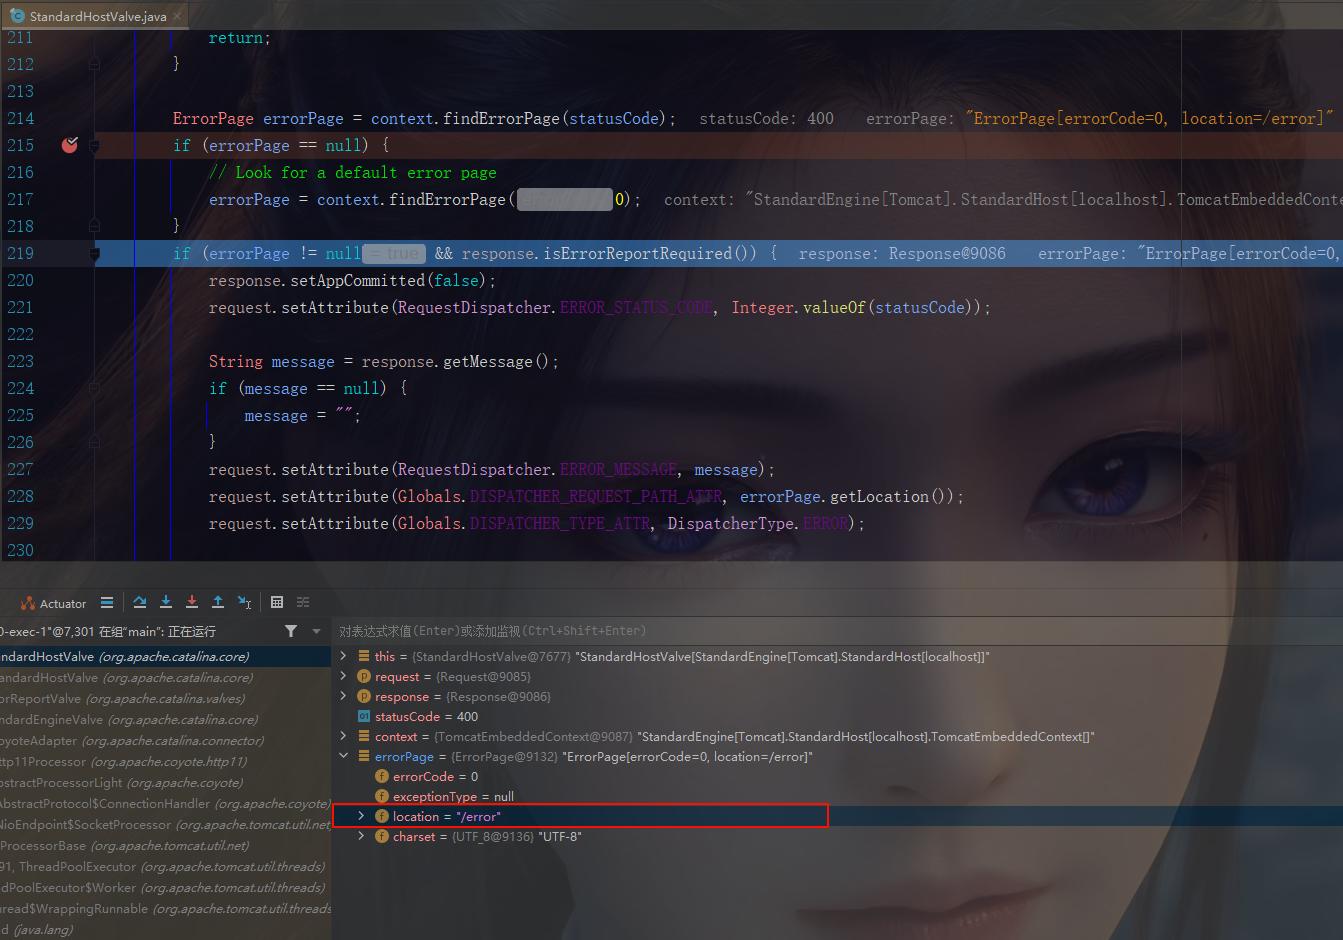 StandardHostValve.java
211 return;
212 }
213
214 ErrorPage errorPage = context.findErrorPage(statusCode); statusCode: 400 errorPage: "ErrorPage[errorCode=0, location=/error]"
215 if (errorPage == null) {
216 // Look for a default error page
217 errorPage = context.findErrorPage( 0); context: "StandardEngine[Tomcat].StandardHost[localhost].TomcatEmbeddedConte
218 }
219 if (errorPage != null = true && response.isErrorReportRequired()) { response: Response@9086 errorPage: "ErrorPage[errorCode=0,
220 response.setAppCommitted(false);
221 request.setAttribute(RequestDispatcher.ERROR_STATUS_CODE, Integer.valueOf(statusCode));
222
223 String message = response.getMessage();
224 if (message == null) {
225 message = "";
226 }
227 request.setAttribute(RequestDispatcher.ERROR_MESSAGE, message);
228 request.setAttribute(Globals.DISPATCHER_REQUEST_PATH_ATTR, errorPage.getLocation());
229 request.setAttribute(Globals.DISPATCHER_TYPE_ATTR, DispatcherType.ERROR);
230
Actuator
0-exec-1"@7,301 在组"main": 正在运行
ndardHostValve (org.apache.catalina.core)
andardHostValve (org.apache.catalina.core)
orReportValve (org.apache.catalina.valves)
ndardEngineValve (org.apache.catalina.core)
oyoteAdapter (org.apache.catalina.connector)
ttp11Processor (org.apache.coyote.http11)
bstractProcessorLight (org.apache.coyote)
AbstractProtocol$ConnectionHandler (org.apache.coyote)
NioEndpoint$SocketProcessor (org.apache.tomcat.util.net
ProcessorBase (org.apache.tomcat.util.net)
91, ThreadPoolExecutor (org.apache.tomcat.util.threads)
dPoolExecutor$Worker (org.apache.tomcat.util.threads)
hread$WrappingRunnable (org.apache.tomcat.util.threads
d (java.lang)
对表达式求值(Enter)或添加监视(Ctrl+Shift+Enter)
this = {StandardHostValve@7677} "StandardHostValve[StandardEngine[Tomcat].StandardHost[localhost]]"
request = {Request@9085}
response = {Response@9086}
statusCode = 400
context = {TomcatEmbeddedContext@9087} "StandardEngine[Tomcat].StandardHost[localhost].TomcatEmbeddedContext[]"
errorPage = {ErrorPage@9132} "ErrorPage[errorCode=0, location=/error]"
errorCode = 0
exceptionType = null
location = "/error"
charset = {UTF_8@9136} "UTF-8"